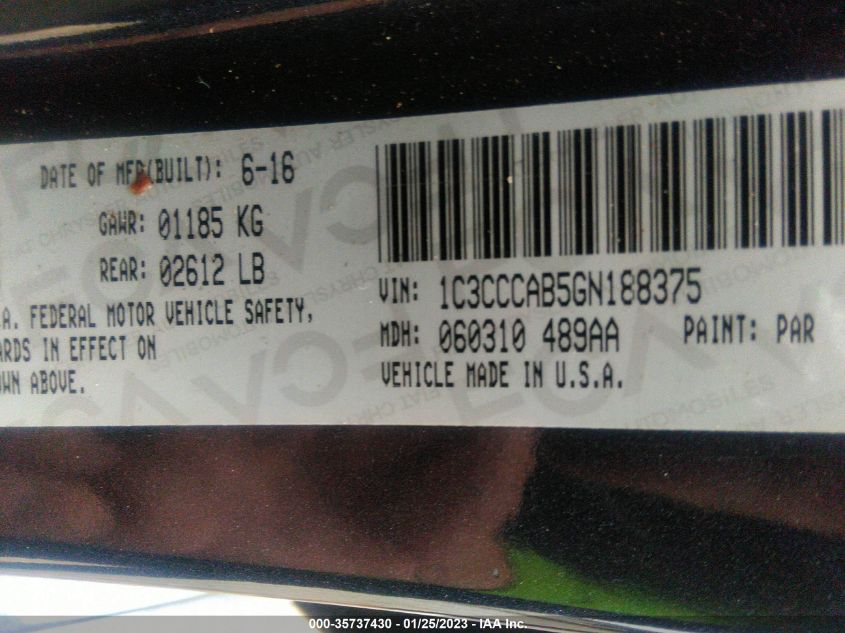 DATE OF MFR(BUILT): 6-16
GAWR: 01185 KG
REAR: 02612 LB
.A. FEDERAL MOTOR VEHICLE SAFETY,
ARDS IN EFFECT ON
WN ABOVE.
VIN: 1C3CCCAB5GN188375
MDH: 060310 489AA PAINT: PAR
VEHICLE MADE IN U.S.A.
000-35737430 - 01/25/2023 - IAA Inc.